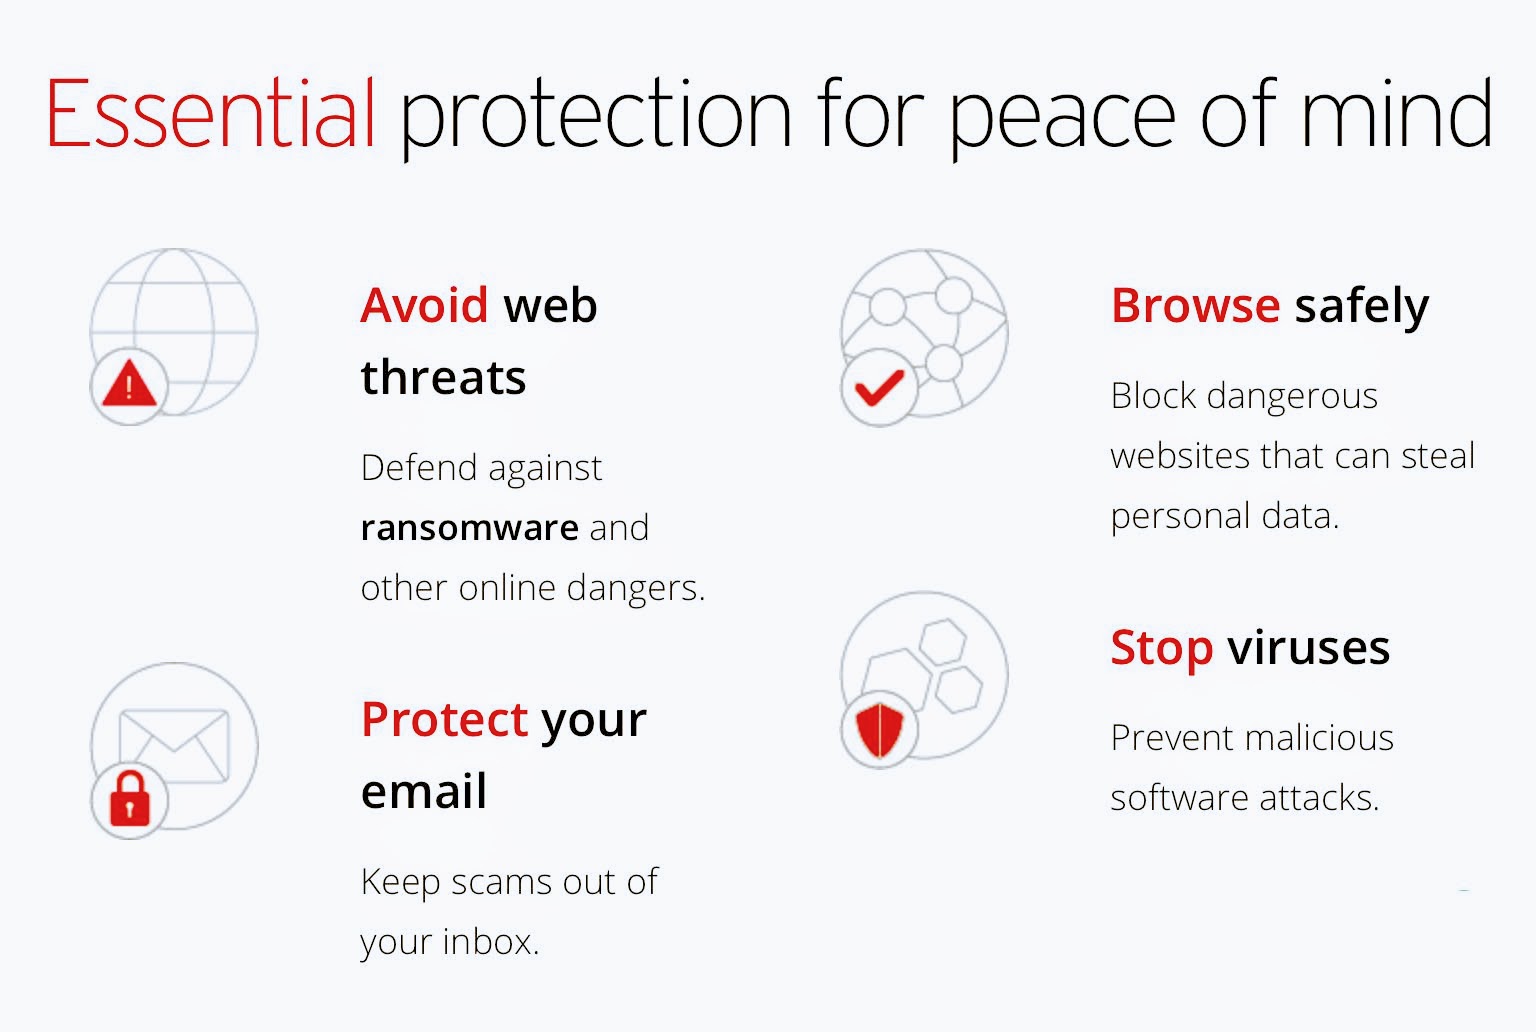 Essential protection for peace of mind
Avoid web
threats
Defend against
ransomware and
other online dangers.
Browse safely
Block dangerous
websites that can steal
personal data.
Protect your
email
Keep scams out of
your inbox.
Stop viruses
Prevent malicious
software attacks.